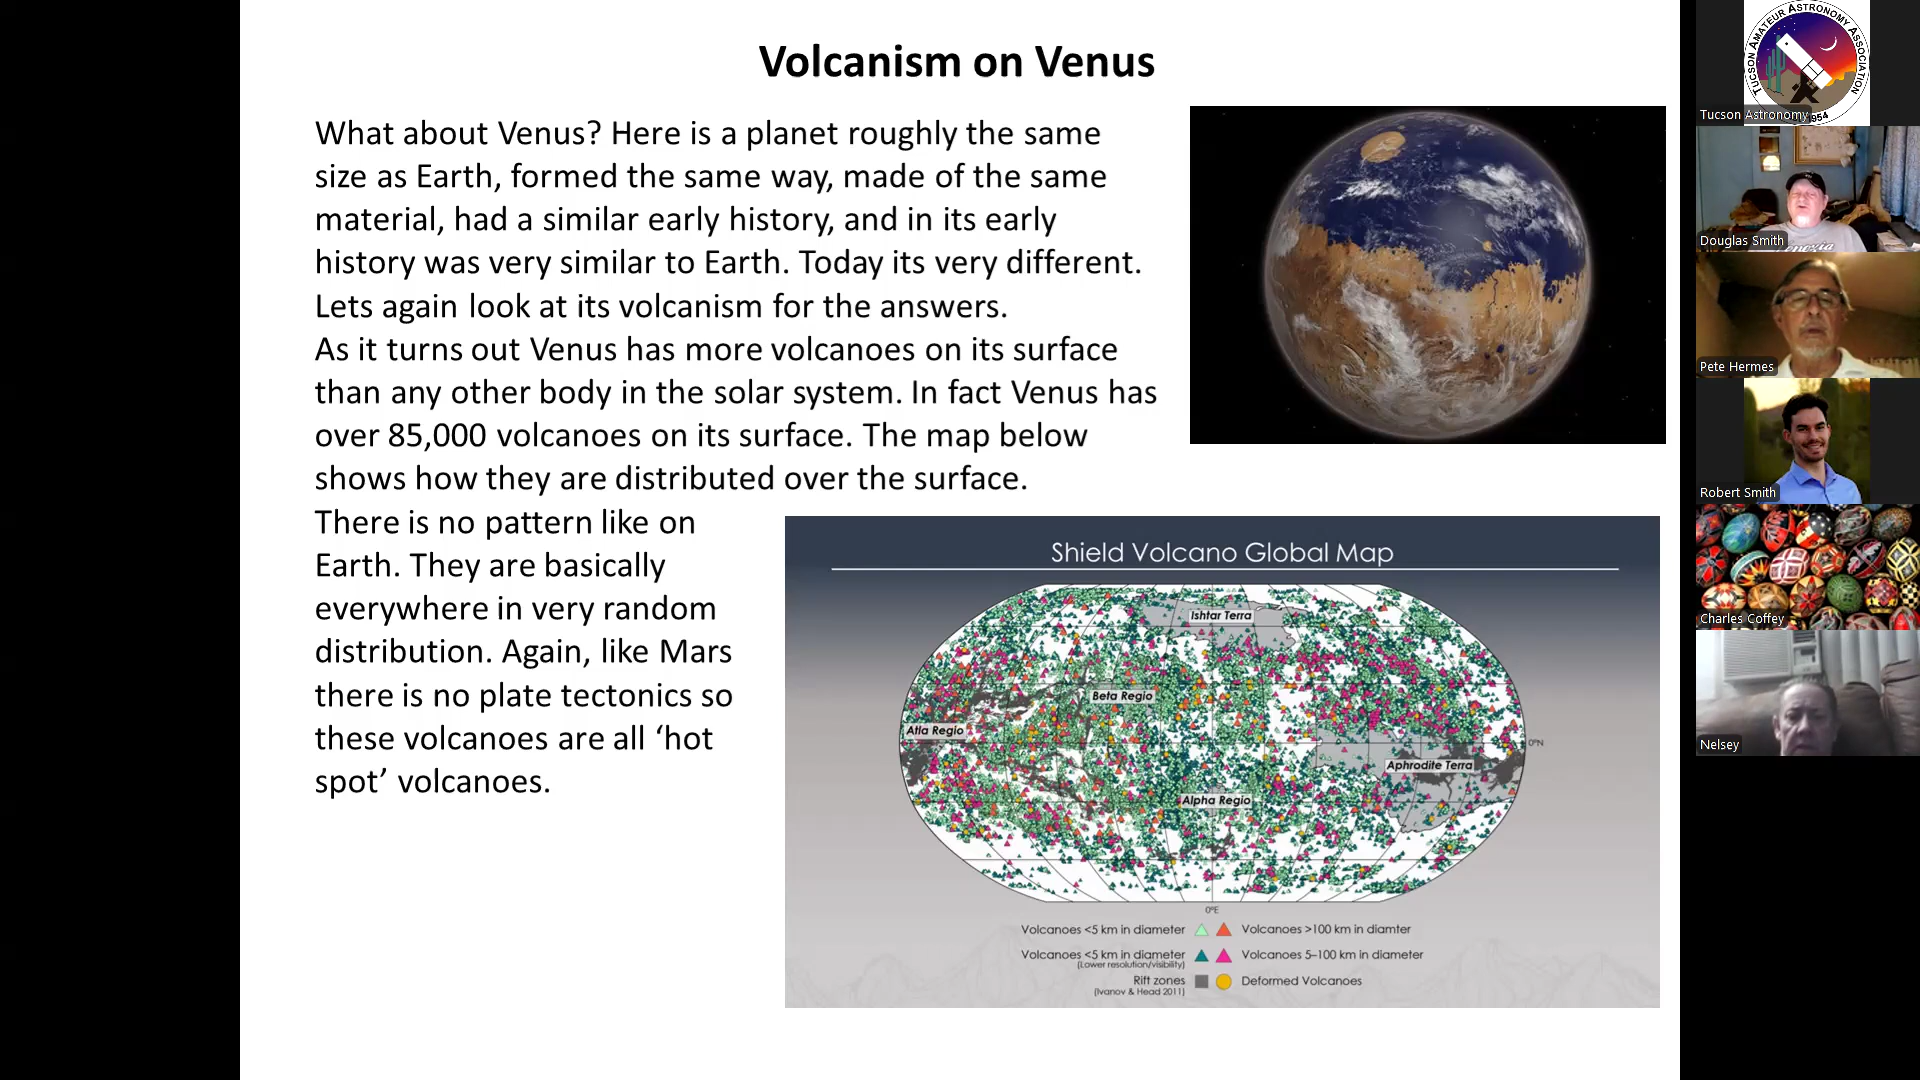 Volcanism on Venus
What about Venus? Here is a planet roughly the same
size as Earth, formed the same way, made of the same
material, had a similar early history, and in its early
history was very similar to Earth. Today its very different.
Lets again look at its volcanism for the answers.
As it turns out Venus has more volcanoes on its surface
than any other body in the solar system. In fact Venus has
over 85,000 volcanoes on its surface. The map below
shows how they are distributed over the surface.
There is no pattern like on
Earth. They are basically
everywhere in very random
distribution. Again, like Mars
there is no plate tectonics so
these volcanoes are all ‘hot
spot’ volcanoes.
Shield Volcano Global Map
Ishtar Terra
Beta Regio
Atla Regio
Aphrodite Terra
Alpha Regio
0°N
0°E
Volcanoes <5 km in diameter
Volcanoes >100 km in diamter
Volcanoes <5 km in diameter
(Lower resolution/visibility)
Volcanoes 5–100 km in diameter
Rift zones
(Ivanov & Head 2011)
Deformed Volcanoes
TUCSON AMATEUR ASTRONOMY ASSOCIATION
1954
Tucson Astronomy
Douglas Smith
Pete Hermes
Robert Smith
Charles Coffey
Nelsey